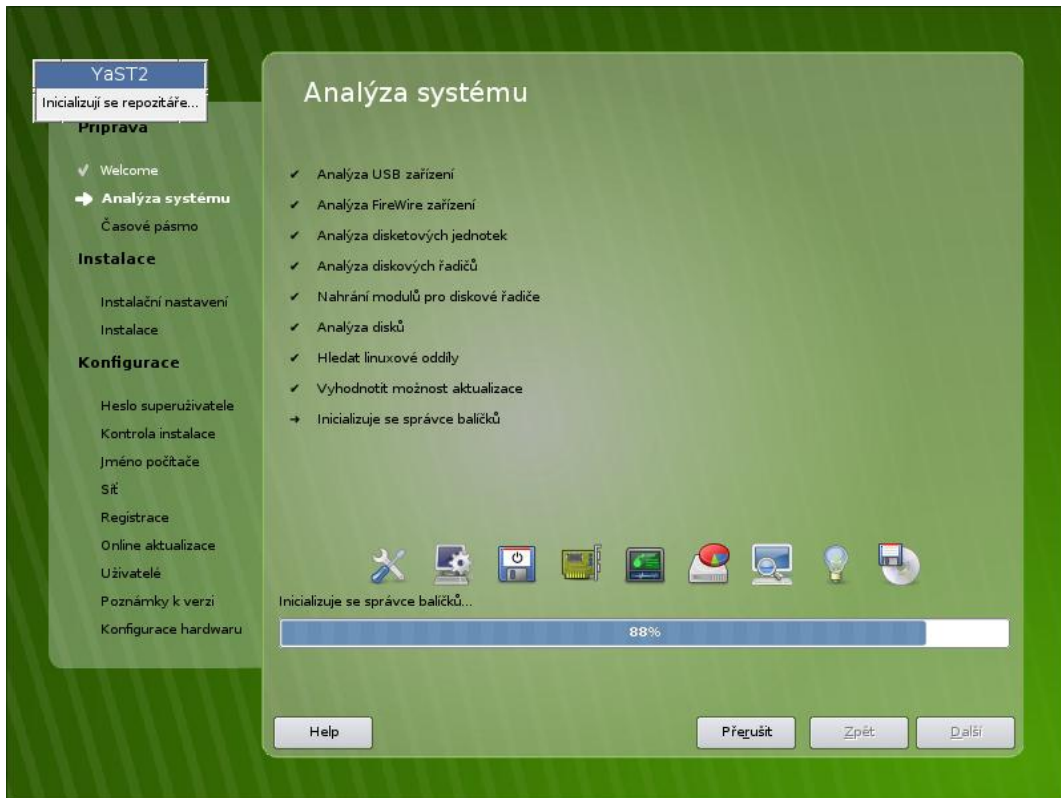 YaST2
Inicializují se repozitáře...
Příprava
Welcome
Analýza systému
Časové pásmo
Instalace
Instalační nastavení
Instalace
Konfigurace
Heslo superuživatele
Kontrola instalace
Jméno počítače
Síť
Registrace
Online aktualizace
Uživatelé
Poznámky k verzi
Konfigurace hardwaru
Analýza systému
Analýza USB zařízení
Analýza FireWire zařízení
Analýza disketových jednotek
Analýza diskových řadičů
Nahrání modulů pro diskové řadiče
Analýza disků
Hledat linuxové oddíly
Vyhodnotit možnost aktualizace
Inicializuje se správce balíčků
Inicializuje se správce balíčků...
88%
Help
Přerušit
Zpět
Další